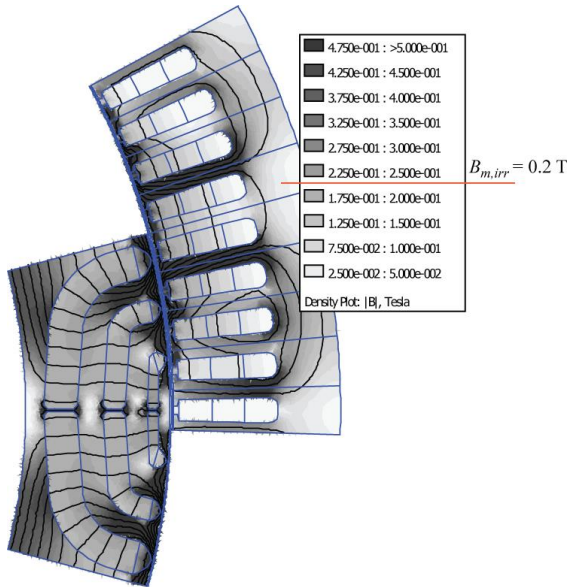 4.750e-001 : >5.000e-001
4.250e-001 : 4.500e-001
3.750e-001 : 4.000e-001
3.250e-001 : 3.500e-001
2.750e-001 : 3.000e-001
2.250e-001 : 2.500e-001
B_{m,irr} = 0.2 T
1.750e-001 : 2.000e-001
1.250e-001 : 1.500e-001
7.500e-002 : 1.000e-001
2.500e-002 : 5.000e-002
Density Plot: |B|, Tesla